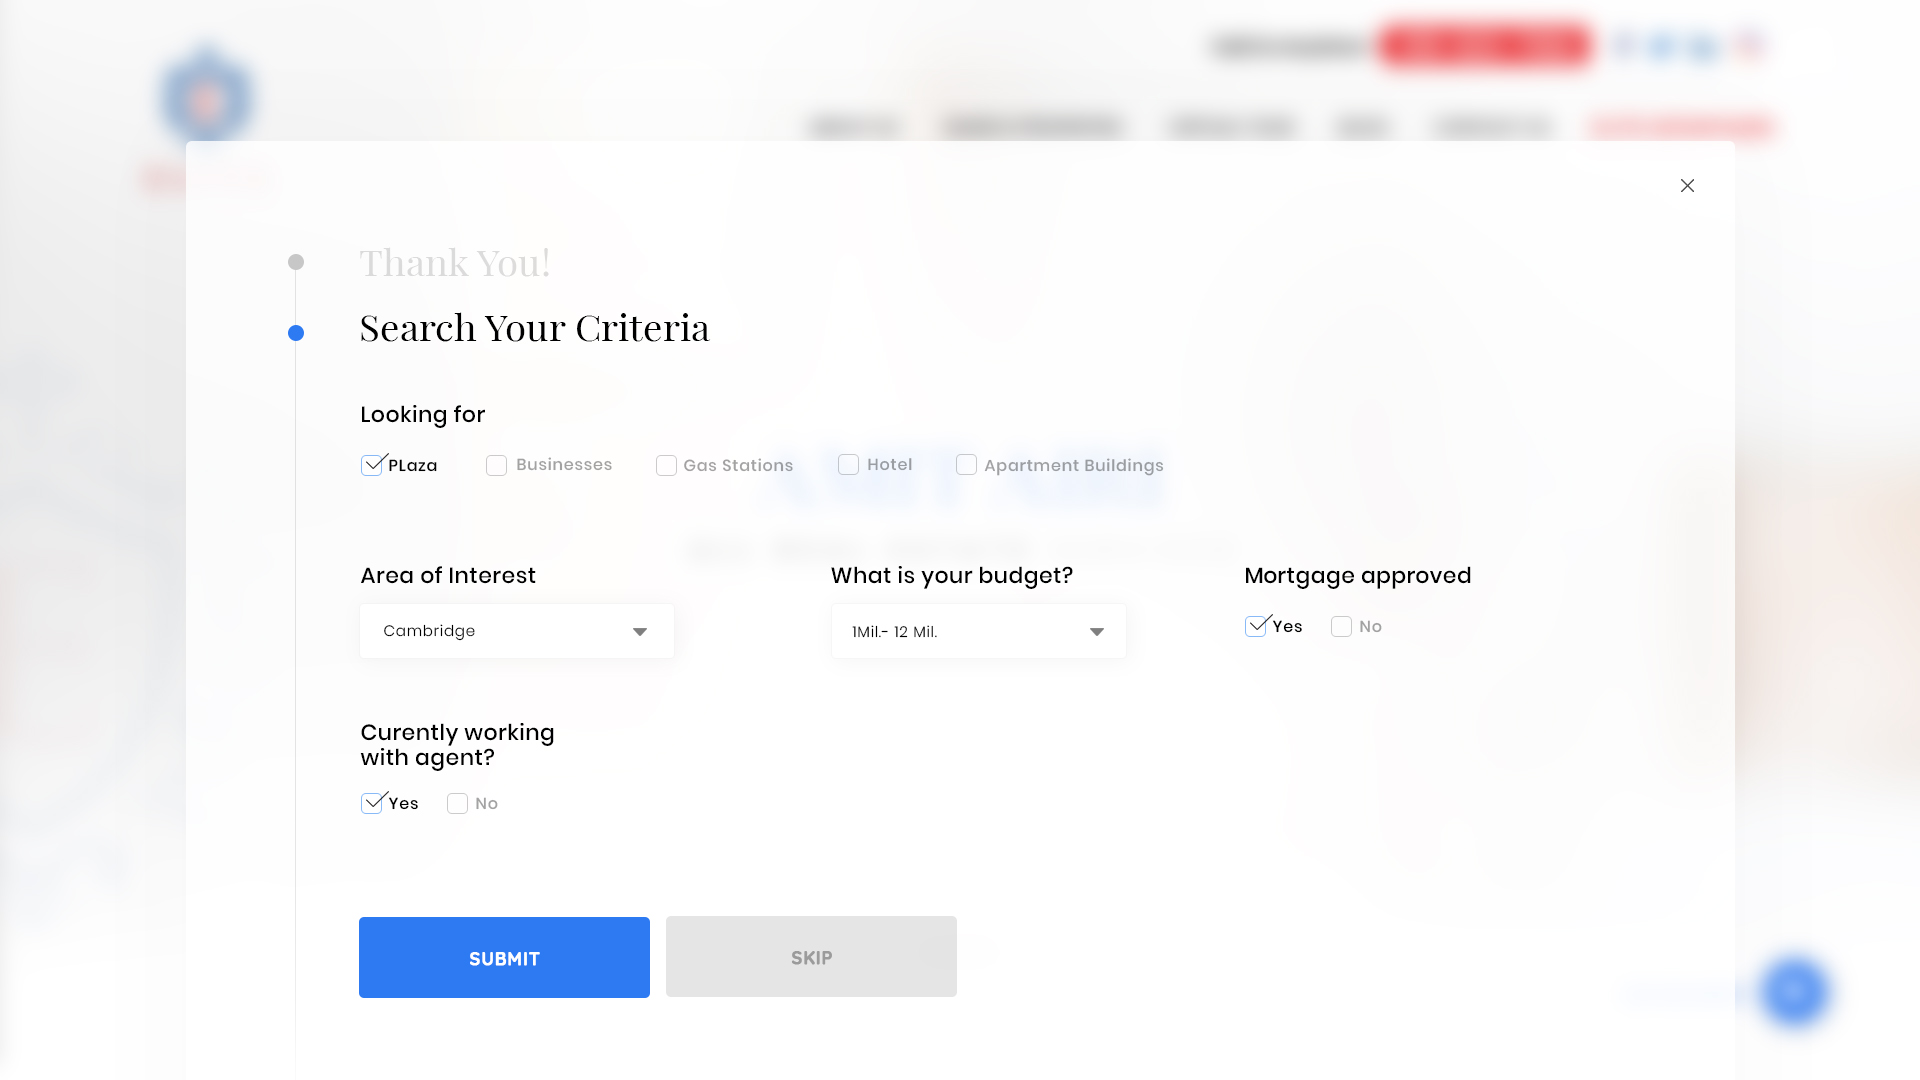 Thank You!
Search Your Criteria
Looking for
PLaza Businesses Gas Stations Hotel Apartment Buildings
Area of Interest What is your budget? Mortgage approved
Cambridge 1Mil.- 12 Mil. Yes No
Curently working
with agent?
Yes No
SUBMIT SKIP